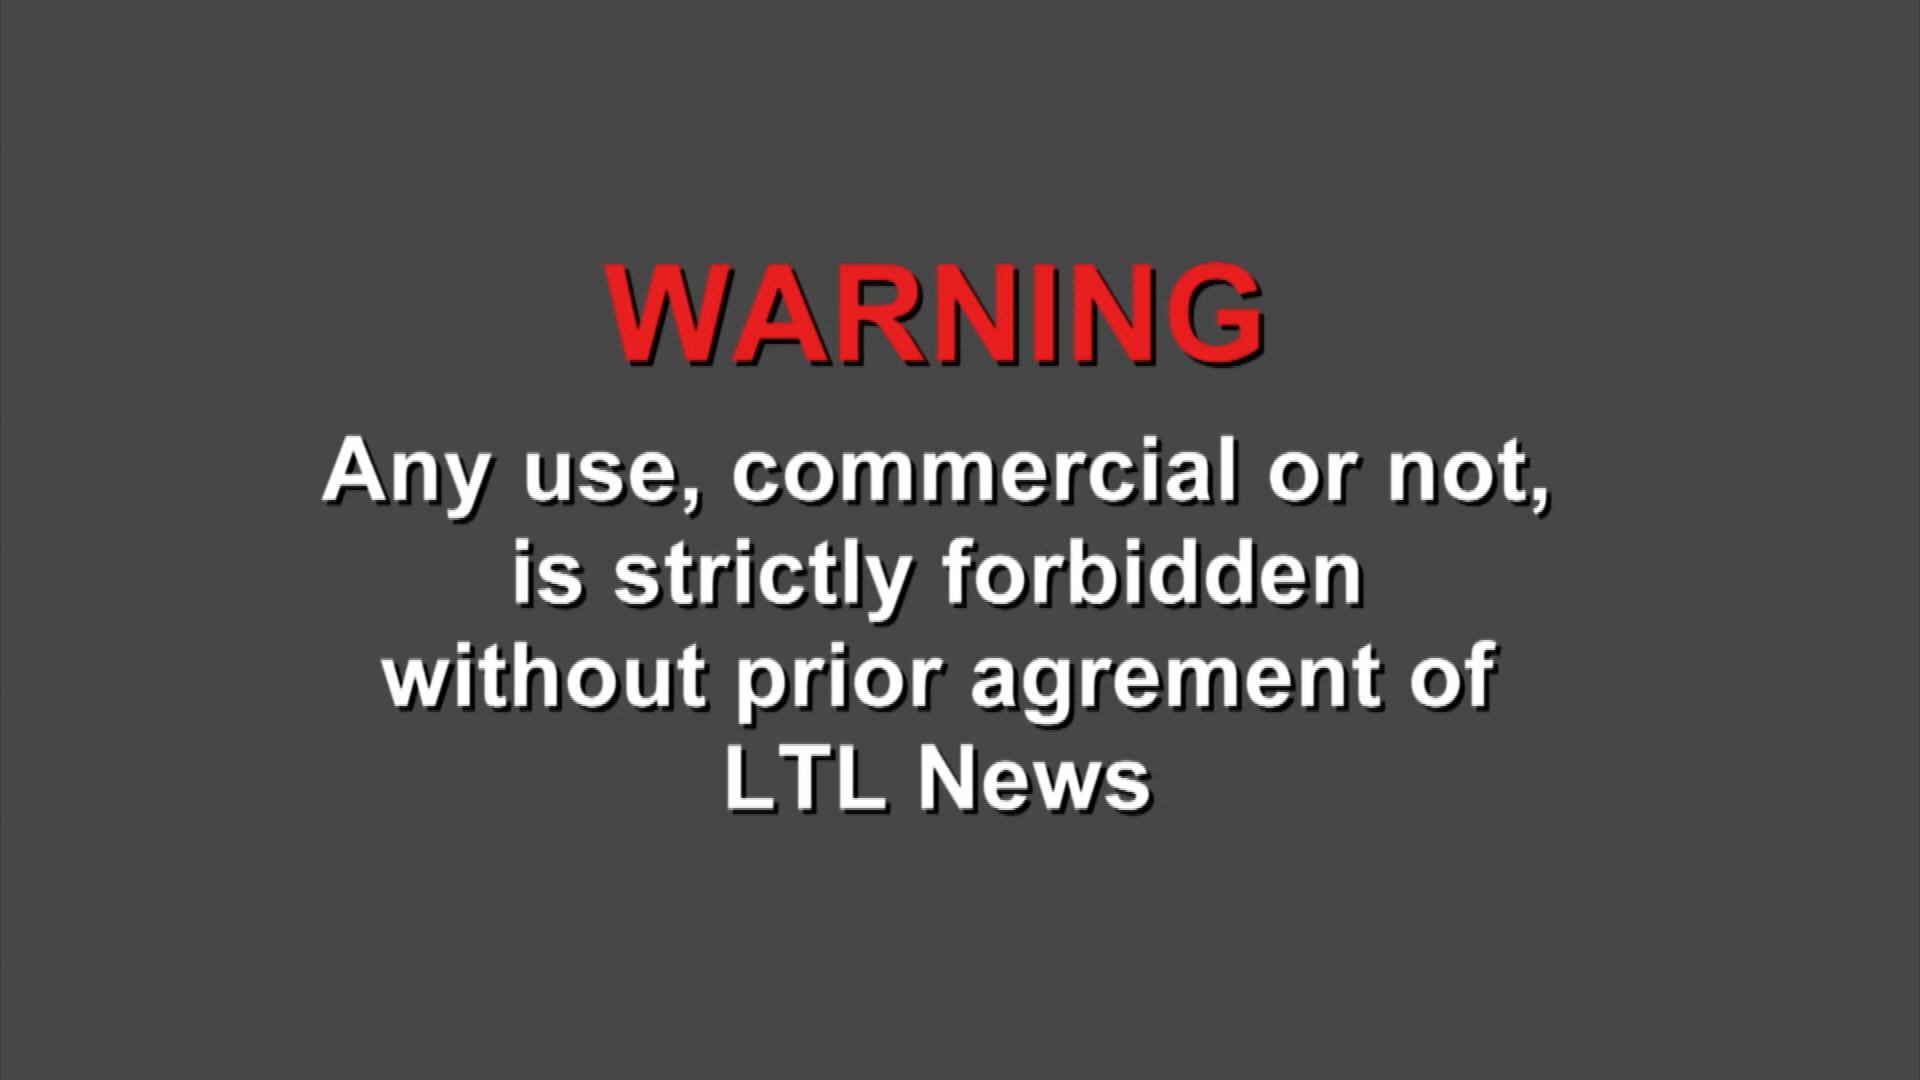 WARNING
Any use, commercial or not,
is strictly forbidden
without prior agrement of
LTL News